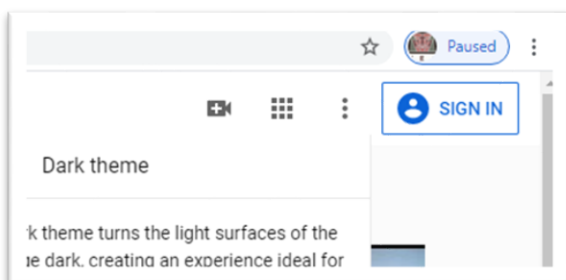 Paused
SIGN IN
Dark theme
theme turns the light surfaces of the
dark, creating an experience ideal for